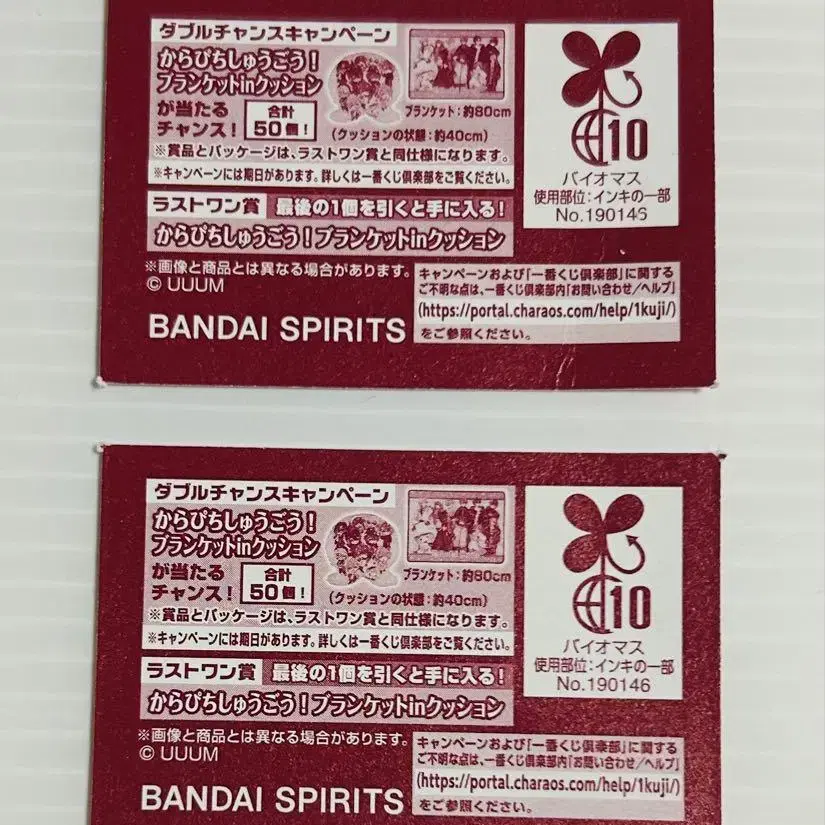 ダブルチャンスキャンペーン
からぴちしゅうごう!
ブランケットinクッション
が当たる
チャンス!
合計
50個!
ブランケット:約80cm
(クッションの状態:約40cm)
※賞品とパッケージは、ラストワン賞と同仕様になります。
※キャンペーンには期日があります。詳しくは一番くじ倶楽部をご覧ください。
ラストワン賞 最後の1個を引くと手に入る!
からぴちしゅうごう!ブランケットinクッション
※画像と商品とは異なる場合があります。
© UUUM
BANDAI SPIRITS
キャンペーンおよび「一番くじ倶楽部」に関する
ご不明な点は、一番くじ倶楽部内「お問い合わせ/ヘルプ」
(https://portal.charaos.com/help/1kuji/)
をご参照ください。
10
バイオマス
使用部位:インキの一部
No.190146
ダブルチャンスキャンペーン
からぴちしゅうごう!
ブランケットinクッション
が当たる
チャンス!
合計
50個!
ブランケット:約80cm
(クッションの状態:約40cm)
※賞品とパッケージは、ラストワン賞と同仕様になります。
※キャンペーンには期日があります。詳しくは一番くじ倶楽部をご覧ください。
ラストワン賞 最後の1個を引くと手に入る!
からぴちしゅうごう!ブランケットinクッション
※画像と商品とは異なる場合があります。
© UUUM
BANDAI SPIRITS
キャンペーンおよび「一番くじ倶楽部」に関する
ご不明な点は、一番くじ倶楽部内「お問い合わせ/ヘルプ」
(https://portal.charaos.com/help/1kuji/)
をご参照ください。
10
バイオマス
使用部位:インキの一部
No.190146